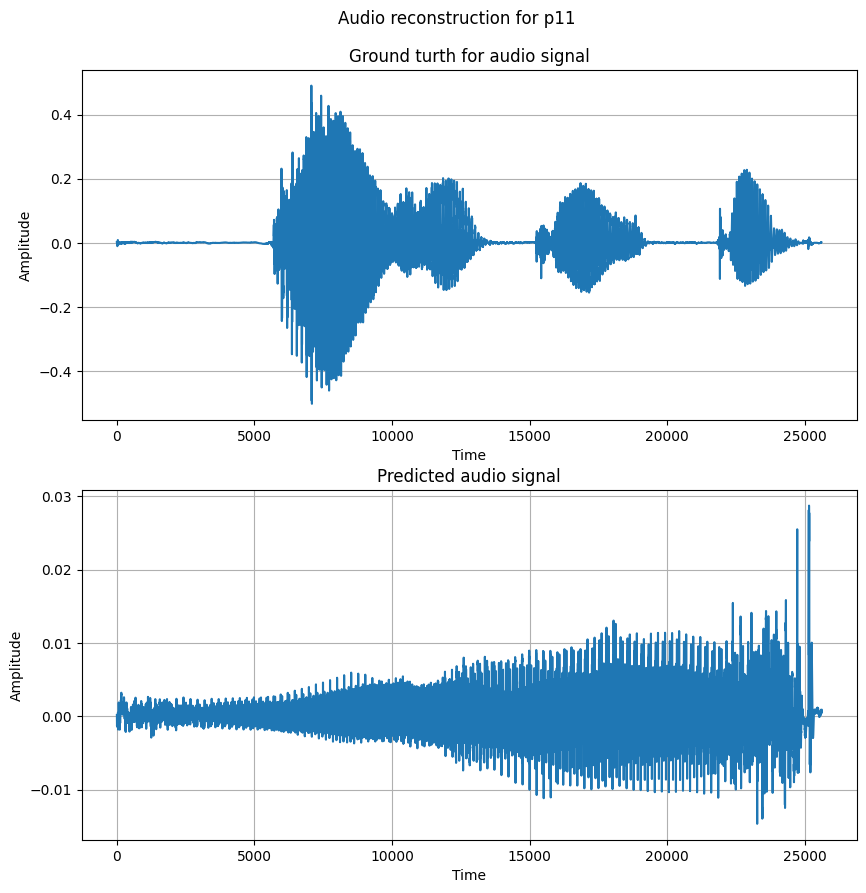 Audio reconstruction for p11
Ground turth for audio signal
0.4
0.2
0.0
−0.2
−0.4
Amplitude
0 5000 10000 15000 20000 25000
Time
Predicted audio signal
0.03
0.02
0.01
0.00
−0.01
Amplitude
0 5000 10000 15000 20000 25000
Time